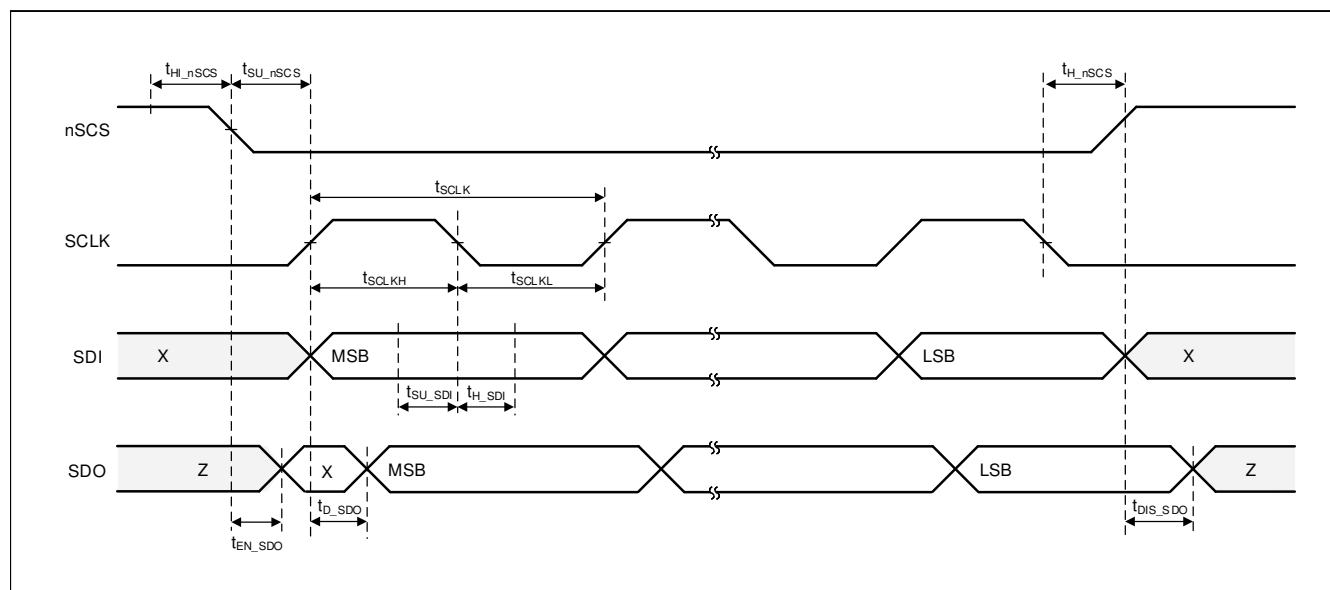 tHI_nSCS tSU_nSCS tH_nSCS
nSCS
tSCLK
SCLK
tSCLKH tSCLKL
SDI X MSB LSB X
tSU_SDI tH_SDI
SDO Z X MSB LSB Z
tD_SDO tDIS_SDO
tEN_SDO